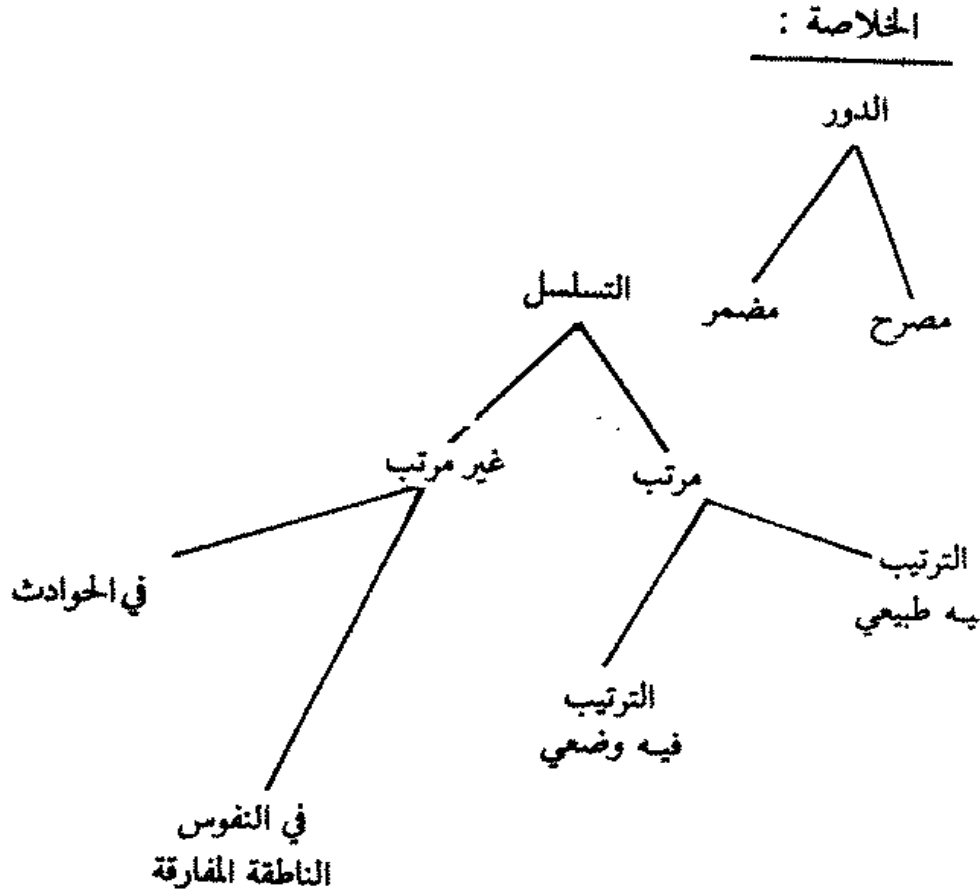 الخلاصة :
الدور
مصرح
مضمر
التسلسل
مرتب
غير مرتب
الترتيب
يه طبيعي
الترتيب
فيه وضعي
في الحوادث
في النفوس
الناطقة المفارقة